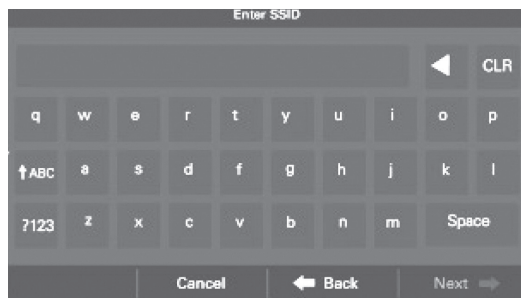 Enter SSID
CLR
q w e r t y u i o p
ABC a s d f g h j k l
?123 z x c v b n m Space
Cancel Back Next